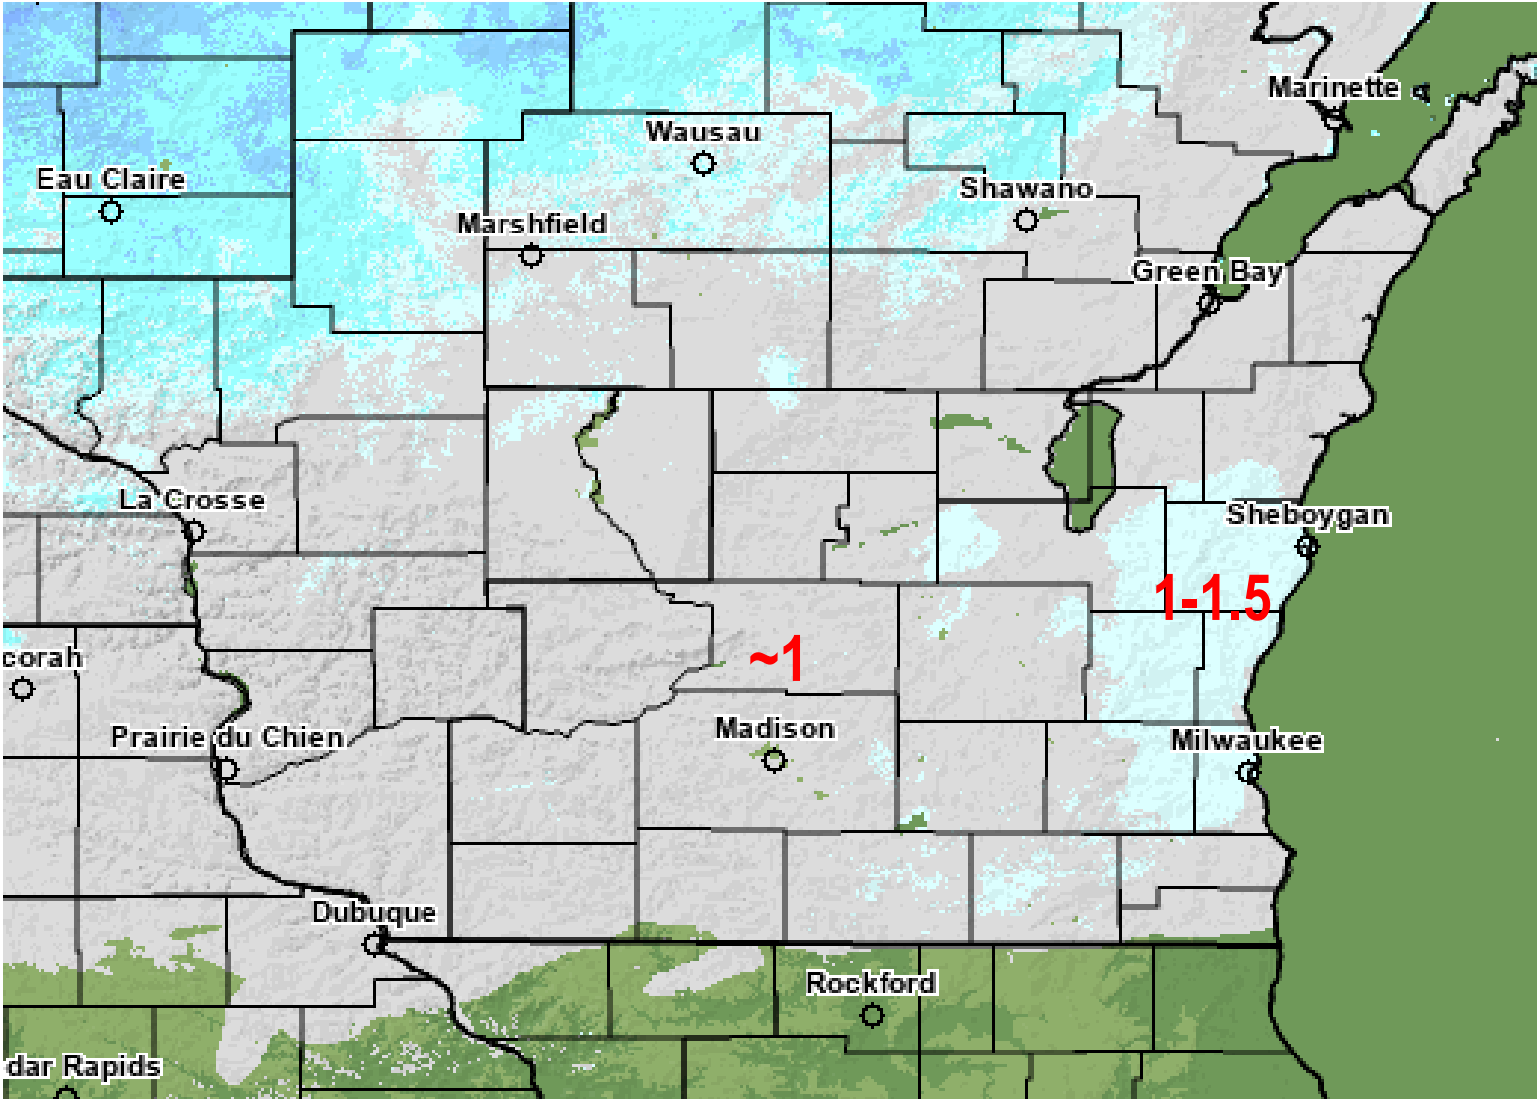 Marinette
Wausau
Eau Claire
Shawano
Marshfield
Green Bay
La Crosse
Sheboygan
1-1.5
~1
corah
Prairie du Chien
Madison
Milwaukee
Dubuque
Rockford
dar Rapids